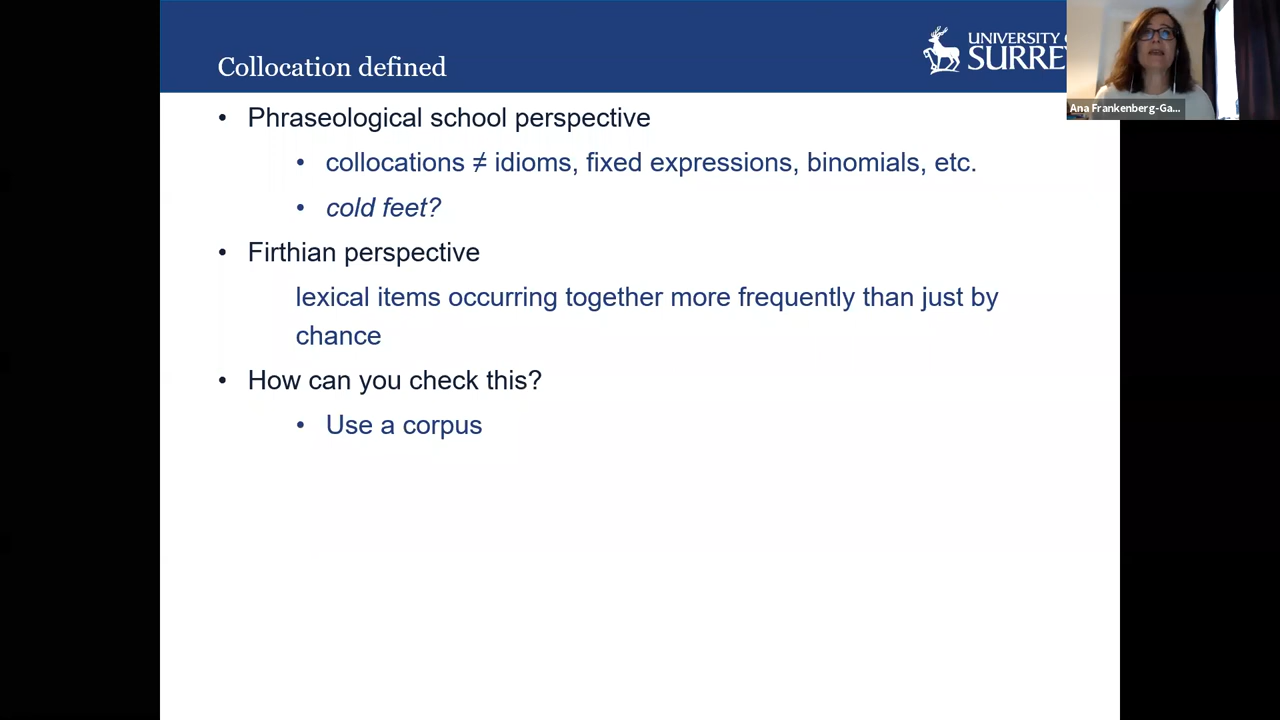 Collocation defined
UNIVERSITY
SURREY
Ana Frankenberg-Ga...
• Phraseological school perspective
• collocations ≠ idioms, fixed expressions, binomials, etc.
• cold feet?
• Firthian perspective
lexical items occurring together more frequently than just by
chance
• How can you check this?
• Use a corpus